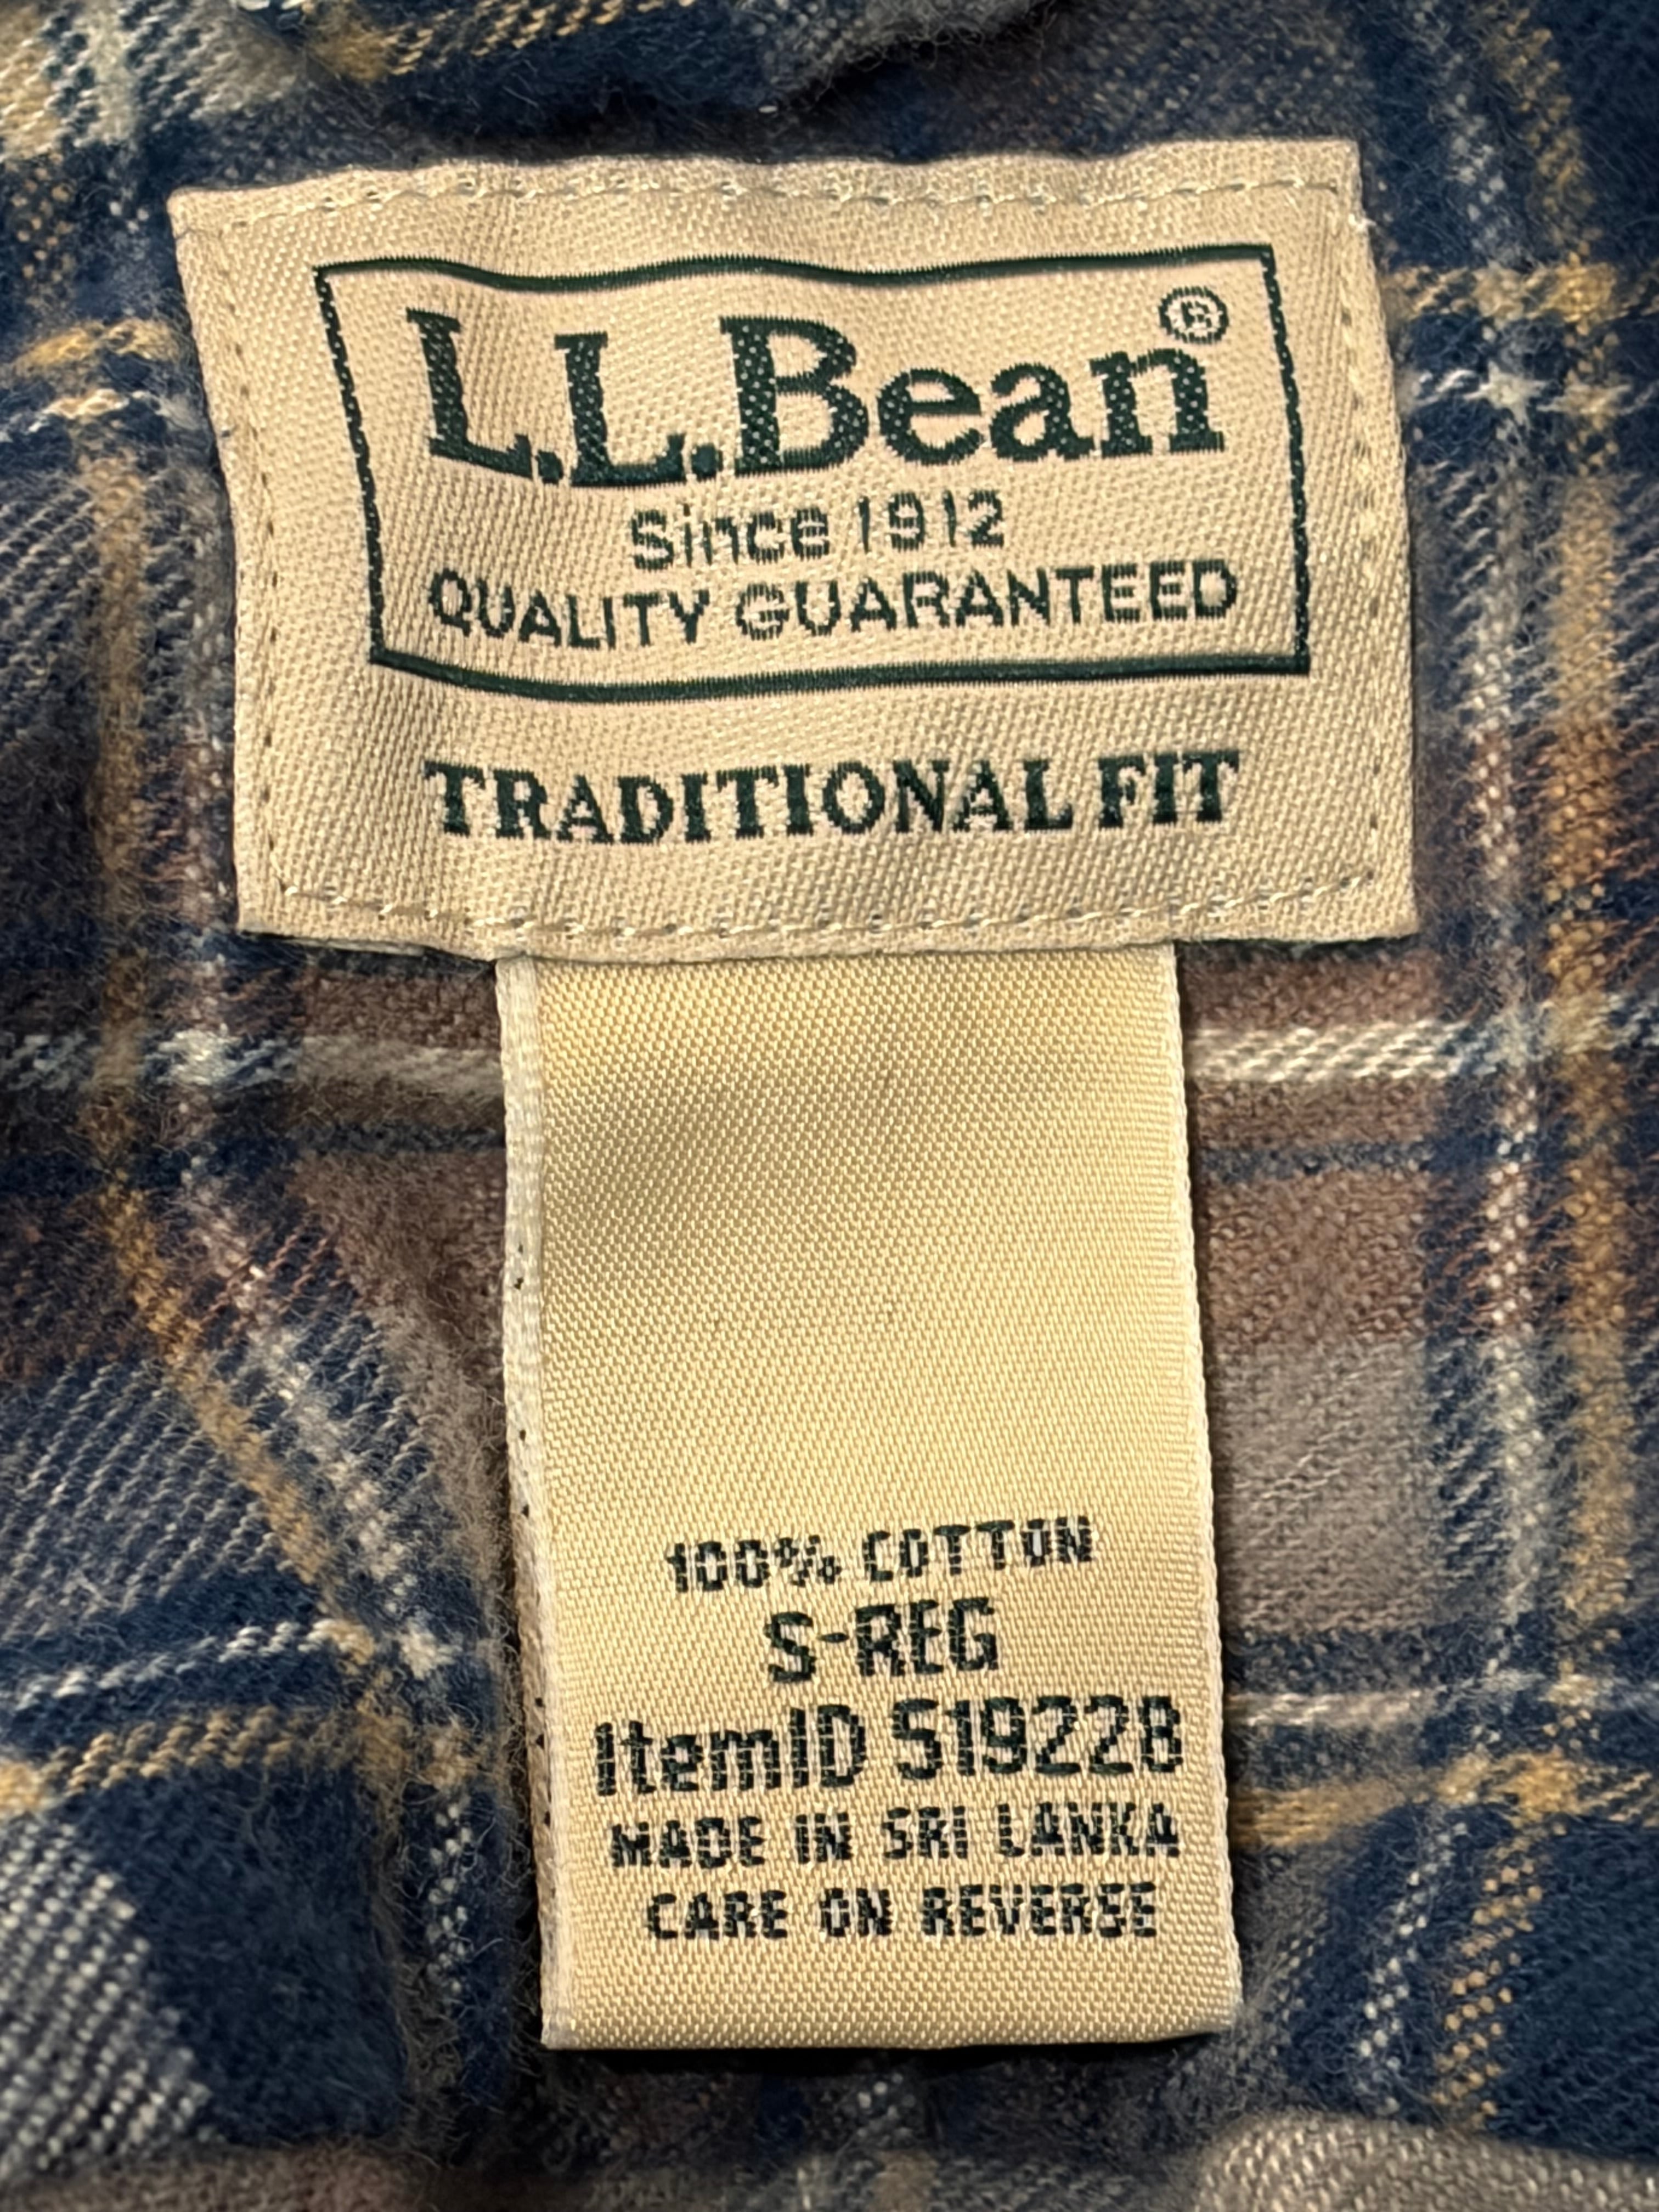 L.L.Bean®
Since 1912
QUALITY GUARANTEED
TRADITIONAL FIT
100% COTTON
S-REG
ItemID 519228
MADE IN SRI LANKA
CARE ON REVERSE